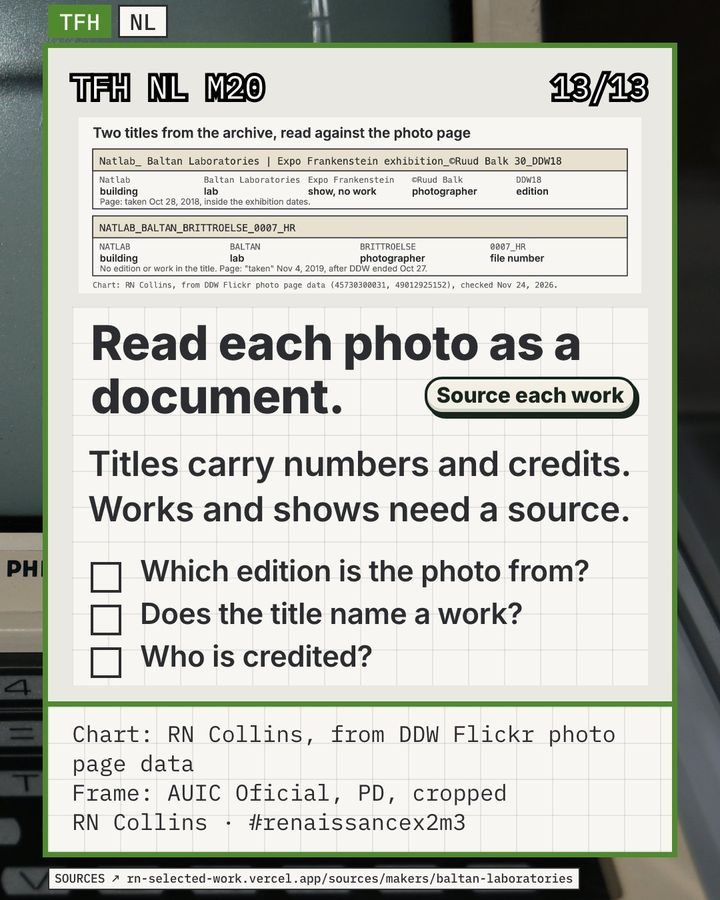 TFH NL
TFH NL M20 13/13
Two titles from the archive, read against the photo page
Natlab_ Baltan Laboratories | Expo Frankenstein exhibition_©Ruud Balk 30_DDW18
Natlab Baltan Laboratories Expo Frankenstein ©Ruud Balk DDW18
building lab show, no work photographer edition
Page: taken Oct 28, 2018, inside the exhibition dates.
NATLAB_BALTAN_BRITTROELSE_0007_HR
NATLAB BALTAN BRITTROELSE 0007_HR
building lab photographer file number
No edition or work in the title. Page: "taken" Nov 4, 2019, after DDW ended Oct 27.
Chart: RN Collins, from DDW Flickr photo page data (45730300031, 49012925152), checked Nov 24, 2026.
Read each photo as a
document.
Source each work
Titles carry numbers and credits.
Works and shows need a source.
Which edition is the photo from?
Does the title name a work?
Who is credited?
Chart: RN Collins, from DDW Flickr photo
page data
Frame: AUIC Oficial, PD, cropped
RN Collins · #renaissancex2m3
SOURCES ↗ rn-selected-work.vercel.app/sources/makers/baltan-laboratories